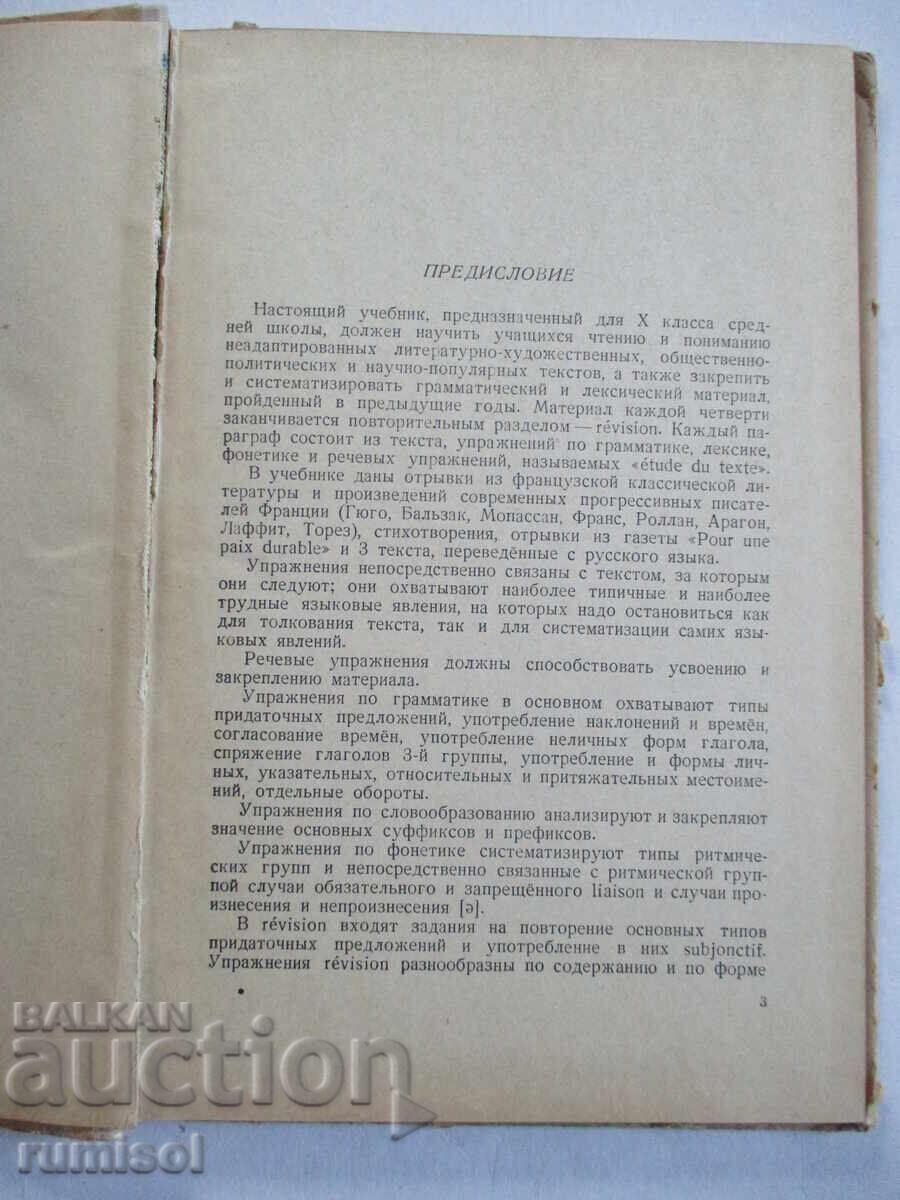 ПРЕДИСЛОВИЕ
Настоящий учебник, предназначенный для X класса сред-
ней школы, должен научить учащихся чтению и пониманию
неадаптированных литературно-художественных, общественно-
политических и научно-популярных текстов, а также закрепить
и систематизировать грамматический и лексический материал,
пройденный в предыдущие годы. Материал каждой четверти
заканчивается повторительным разделом — révision. Каждый па-
раграф состоит из текста, упражнений по грамматике, лексике,
фонетике и речевых упражнений, называемых «étude du texte».
В учебнике даны отрывки из французской классической ли-
тературы и произведений современных прогрессивных писате-
лей Франции (Гюго, Бальзак, Мопассан, Франс, Роллан, Арагон,
Лаффит, Торез), стихотворения, отрывки из газеты «Pour une
paix durable» и 3 текста, переведённые с русского языка.
Упражнения непосредственно связаны с текстом, за которым
они следуют; они охватывают наиболее типичные и наиболее
трудные языковые явления, на которых надо остановиться как
для толкования текста, так и для систематизации самих язы-
ковых явлений.
Речевые упражнения должны способствовать усвоению и
закреплению материала.
Упражнения по грамматике в основном охватывают типы
придаточных предложений, употребление наклонений и времён,
согласование времён, употребление неличных форм глагола,
спряжение глаголов 3-й группы, употребление и формы лич-
ных, указательных, относительных и притяжательных местоиме-
ний, отдельные обороты.
Упражнения по словообразованию анализируют и закрепляют
значение основных суффиксов и префиксов.
Упражнения по фонетике систематизируют типы ритмиче-
ских групп и непосредственно связанные с ритмической груп-
пой случаи обязательного и запрещённого liaison и случаи про-
изнесения и непроизнесения [ə].
В révision входят задания на повторение основных типов
придаточных предложений и употребление в них subjonctif.
Упражнения révision разнообразны по содержанию и по форме
3
BALKAN
auction
rumisol